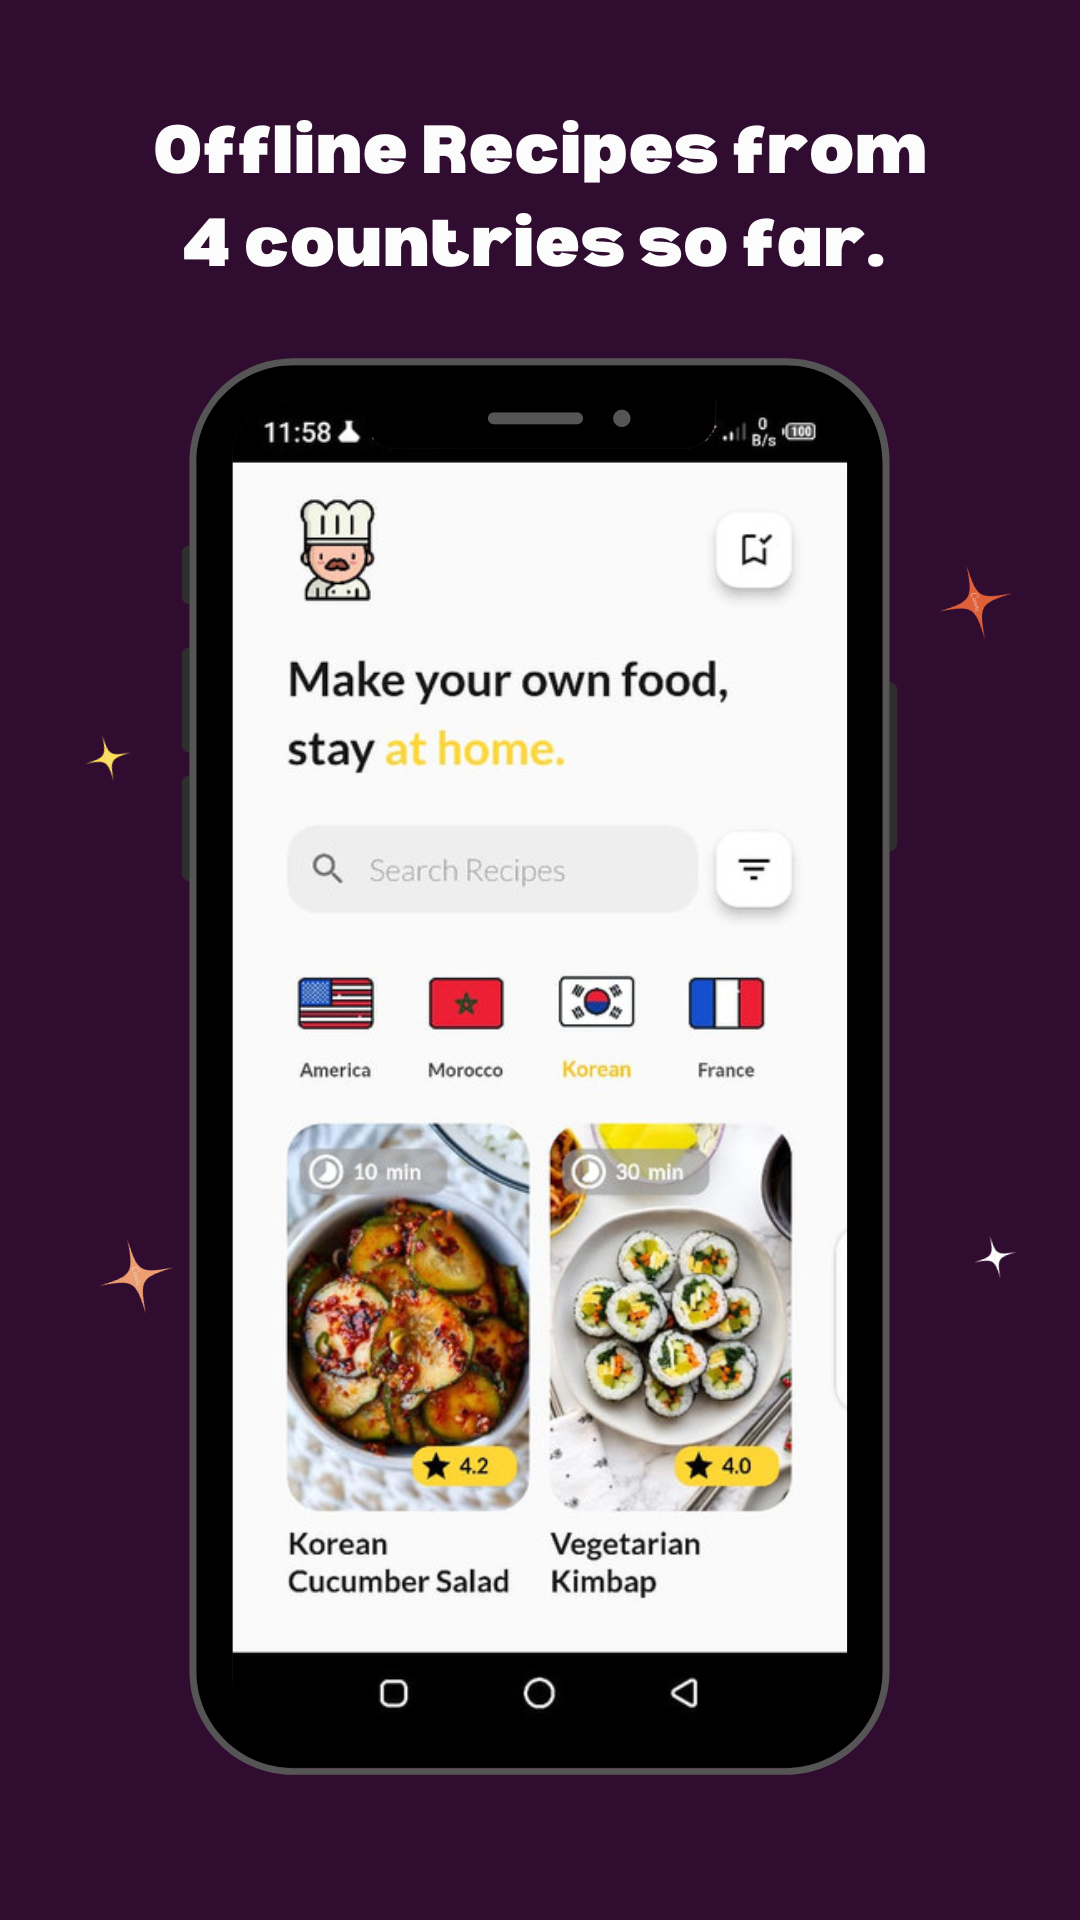 Offline Recipes from
4 countries so far.
11:58
0
B/s
100
Make your own food,
stay at home.
Search Recipes
America
Morocco
Korean
France
10 min
30 min
4.2
4.0
Korean
Cucumber Salad
Vegetarian
Kimbap